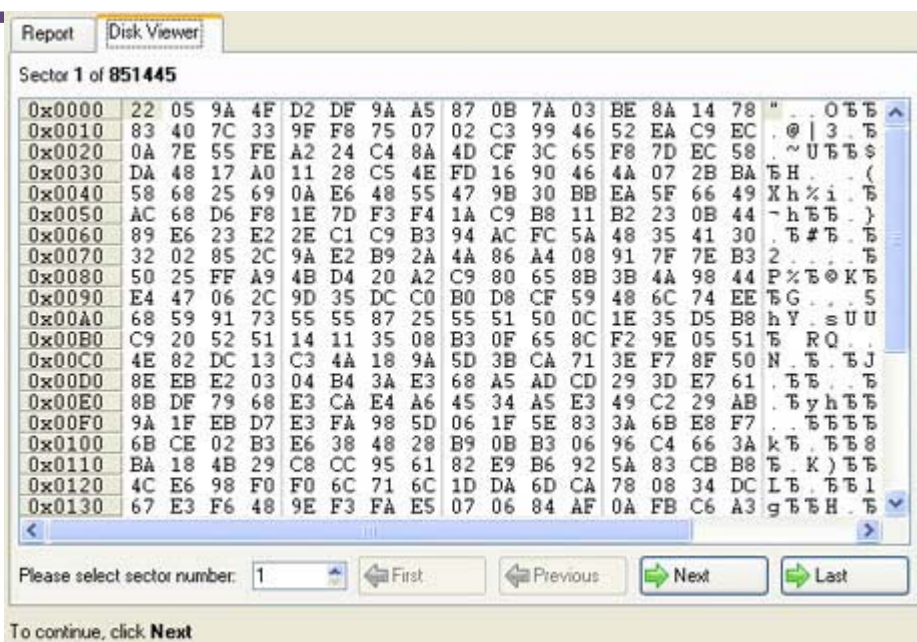 Report Disk Viewer
Sector 1 of 851445
0x0000 22 05 9A 4F D2 DF 9A A5 87 0B 7A 03 BE 8A 14 78 " . . OЂЂ
0x0010 83 40 7C 33 9F F8 75 07 02 C3 99 46 52 EA C9 EC . @ | 3 . Ђ
0x0020 0A 7E 55 FE A2 24 C4 8A 4D CF 3C 65 F8 7D EC 58 . ~ U Ђ Ђ $
0x0030 DA 48 17 A0 11 28 C5 4E FD 16 90 46 4A 07 2B BA Ђ H . . . (
0x0040 58 68 25 69 0A E6 48 55 47 9B 30 BB EA 5F 66 49 X h % i . Ђ
0x0050 AC 68 D6 F8 1E 7D F3 F4 1A C9 B8 11 B2 23 0B 44 ¬ h Ђ Ђ . }
0x0060 89 E6 23 E2 2E C1 C9 B3 94 AC FC 5A 48 35 41 30 . Ђ # Ђ . Ђ
0x0070 32 02 85 2C 9A E2 B9 2A 4A 86 A4 08 91 7F 7E B3 2 . . . . Ђ
0x0080 50 25 FF A9 4B D4 20 A2 C9 80 65 8B 3B 4A 98 44 P % Ђ © K Ђ
0x0090 E4 47 06 2C 9D 35 DC C0 B0 D8 CF 59 48 6C 74 EE Ђ G . . . 5
0x00A0 68 59 91 73 55 55 87 25 55 51 50 0C 1E 35 D5 B8 h Y . s U U
0x00B0 C9 20 52 51 14 11 35 08 B3 0F 65 8C F2 9E 05 51 Ђ R Q . .
0x00C0 4E 82 DC 13 C3 4A 18 9A 5D 3B CA 71 3E F7 8F 50 N . Ђ . Ђ J
0x00D0 8E EB E2 03 04 B4 3A E3 68 A5 AD CD 29 3D E7 61 . Ђ Ђ . . Ђ
0x00E0 8B DF 79 68 E3 CA E4 A6 45 34 A5 E3 49 C2 29 AB . Ђ y h Ђ Ђ
0x00F0 9A 1F EB D7 E3 FA 98 5D 06 1F 5E 83 3A 6B E8 F7 . . Ђ Ђ Ђ Ђ
0x0100 6B CE 02 B3 E6 38 48 28 B9 0B B3 06 96 C4 66 3A k Ђ . Ђ Ђ 8
0x0110 BA 18 4B 29 C8 CC 95 61 82 E9 B6 92 5A 83 CB B8 Ђ . K ) Ђ Ђ
0x0120 4C E6 98 F0 F0 6C 71 6C 1D DA 6D CA 78 08 34 DC L Ђ . Ђ Ђ l
0x0130 67 E3 F6 48 9E F3 FA E5 07 06 84 AF 0A FB C6 A3 g Ђ Ђ H . Ђ
Please select sector number: 1 First Previous Next Last
To continue, click Next